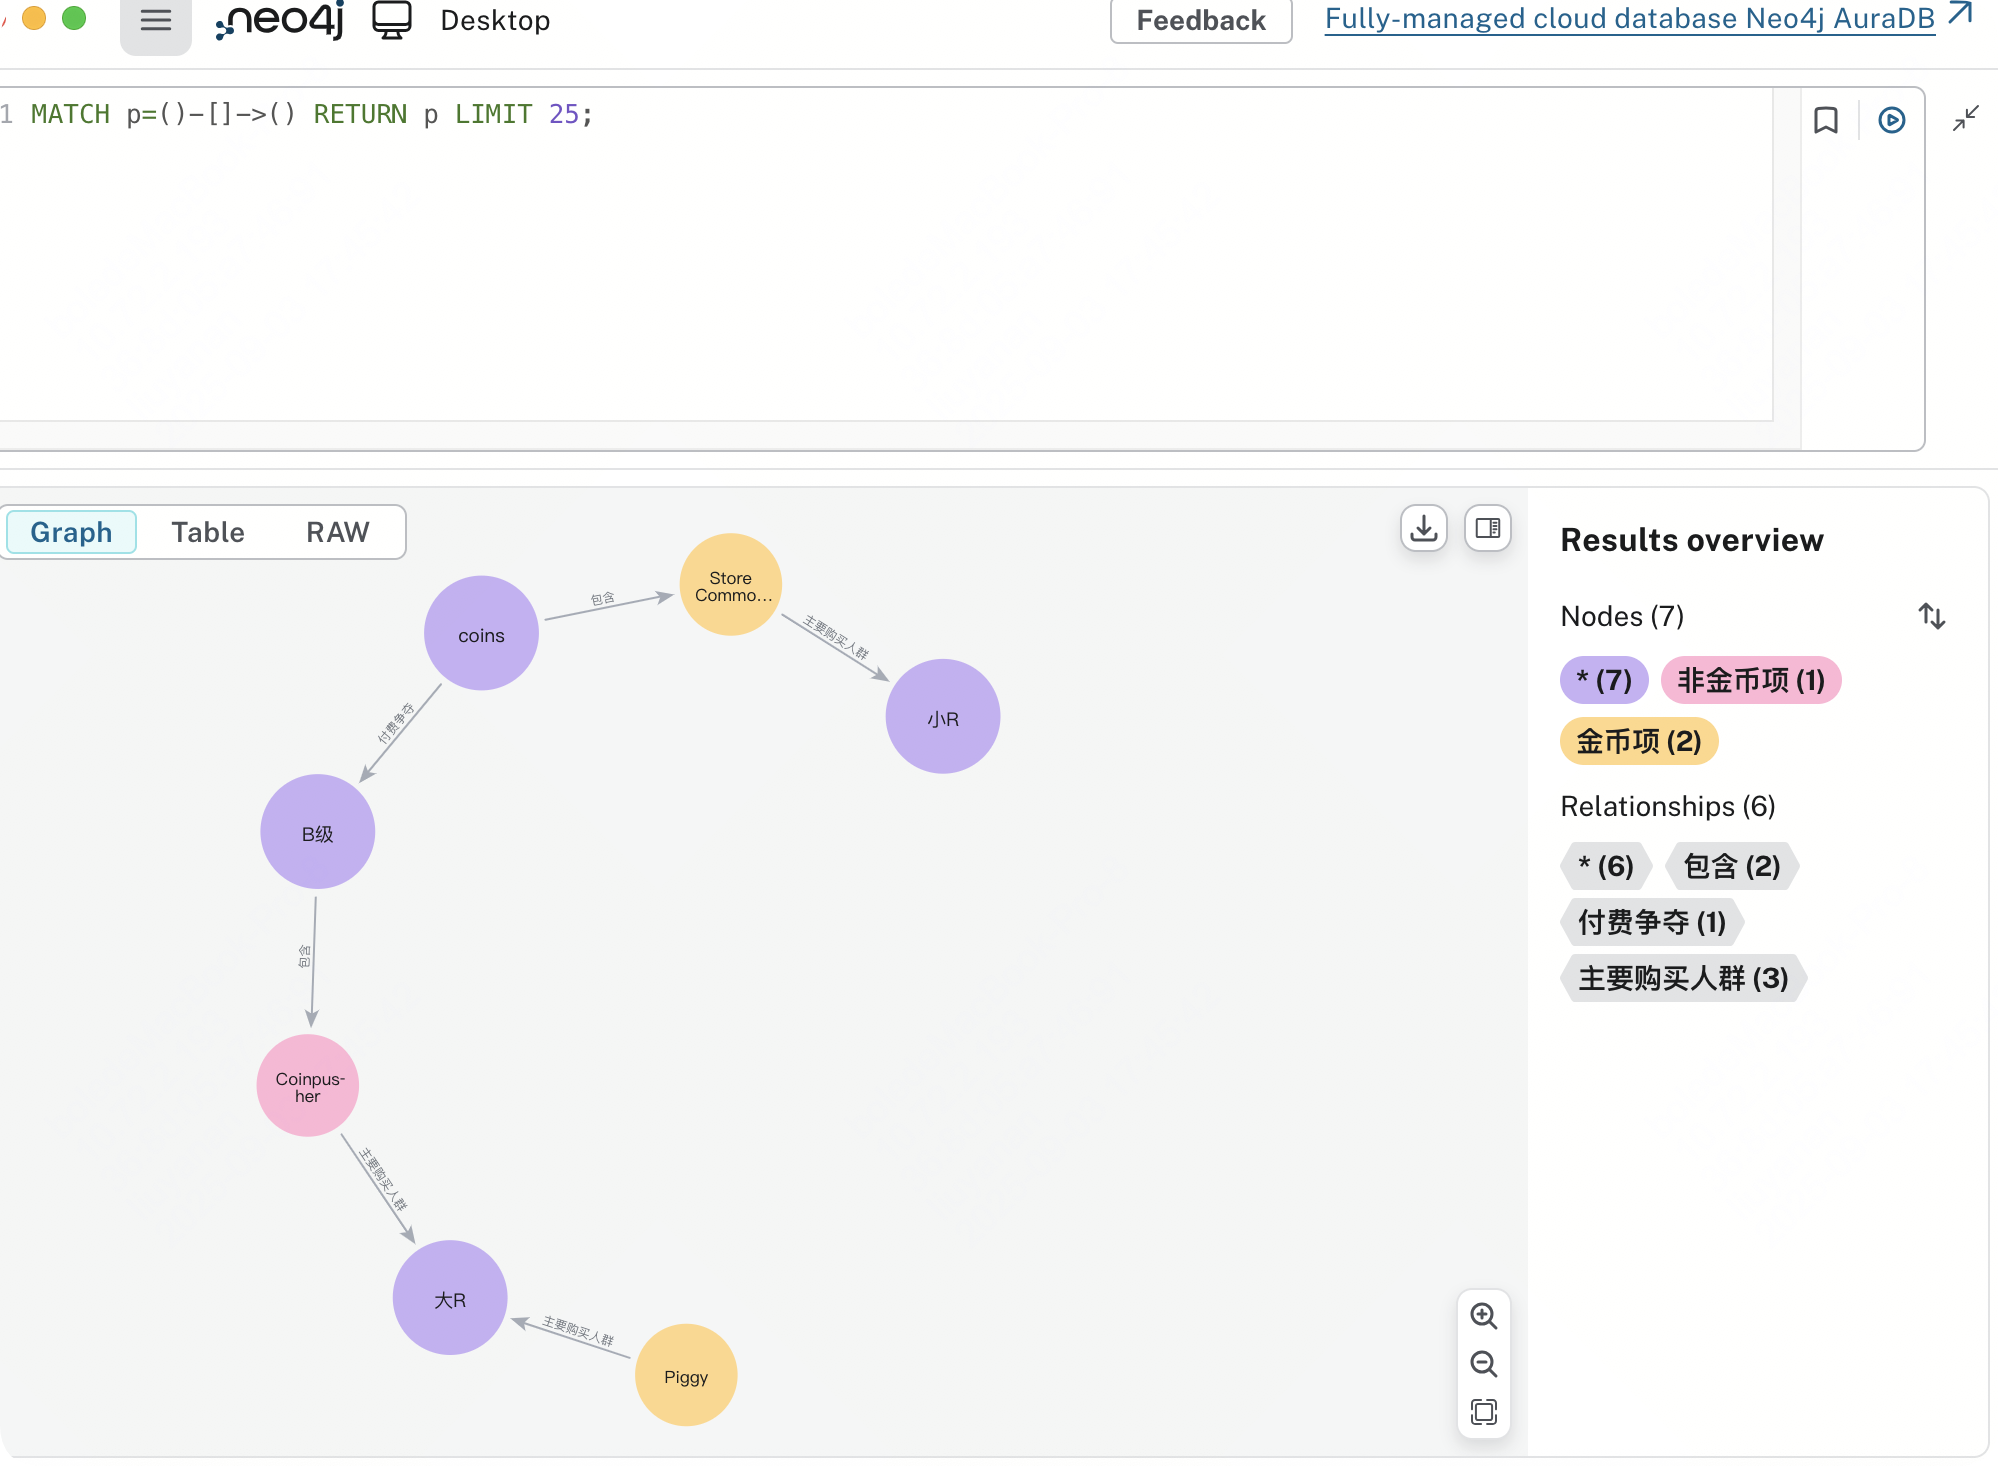 neo4j Desktop Feedback Fully-managed cloud database Neo4j AuraDB
1 MATCH p=()-[]->() RETURN p LIMIT 25;
Graph Table RAW
Store
Commo...
coins
包含
主要购买人群
小R
付费争夺
B级
包含
Coinpus-
her
主要购买人群
大R
主要购买人群
Piggy
Results overview
Nodes (7)
* (7) 非金币项 (1)
金币项 (2)
Relationships (6)
* (6) 包含 (2)
付费争夺 (1)
主要购买人群 (3)